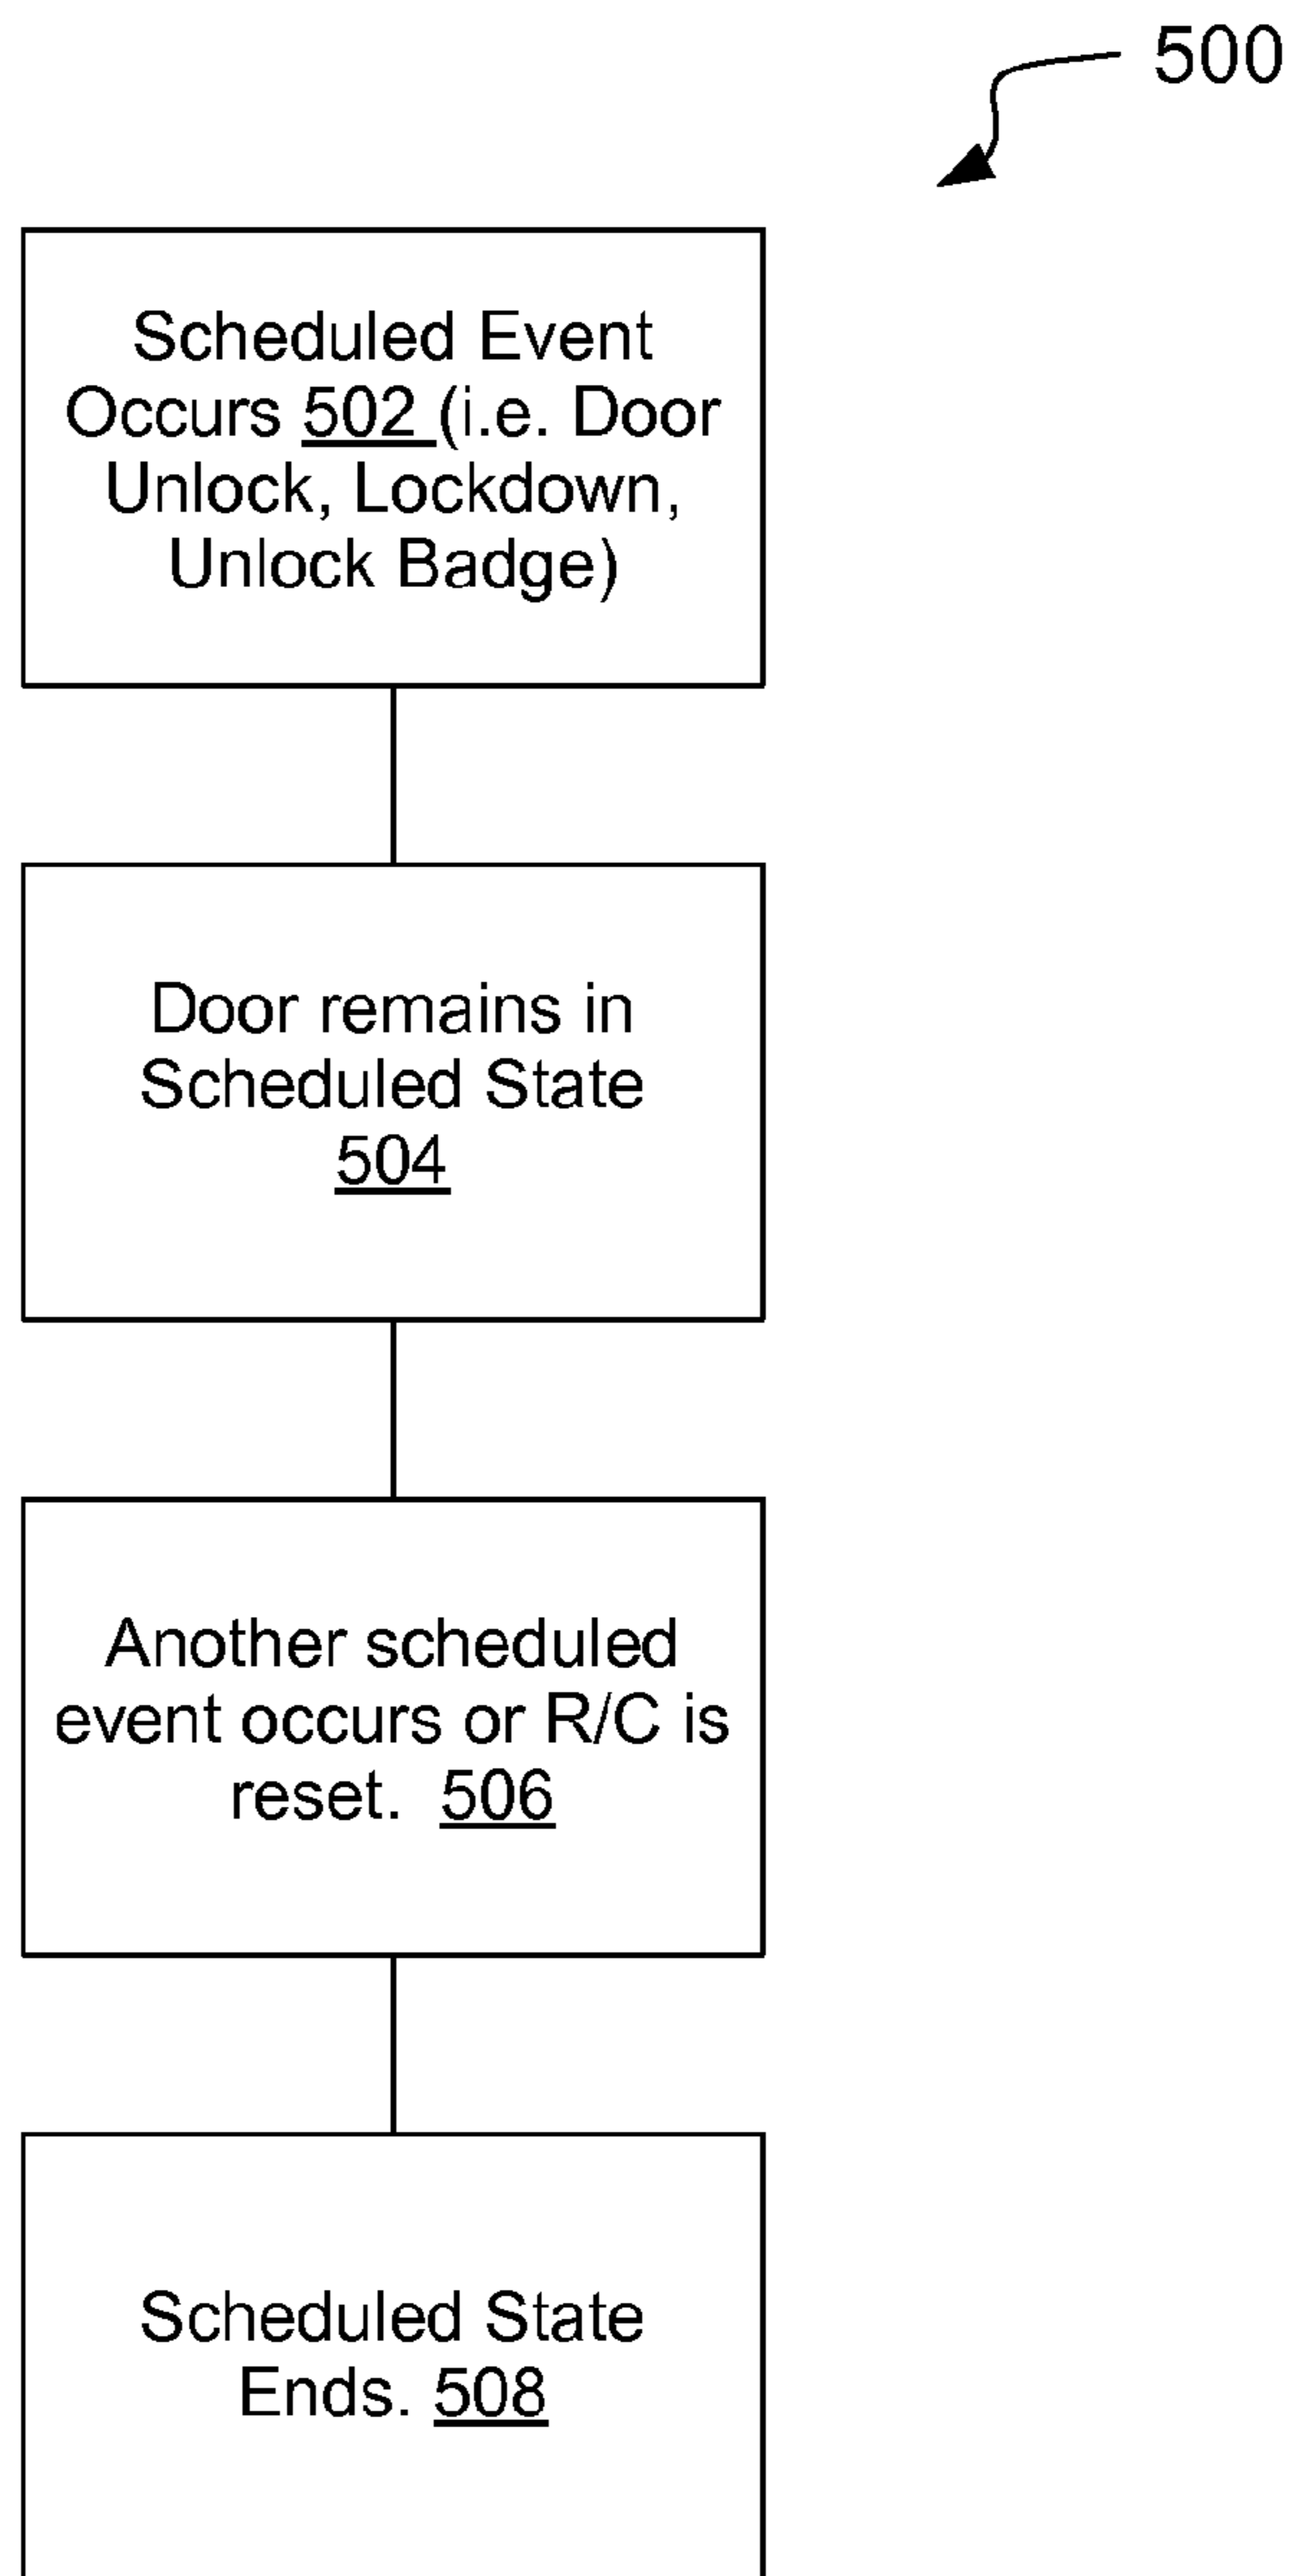 500
Scheduled Event
Occurs 502 (i.e. Door
Unlock, Lockdown,
Unlock Badge)
Door remains in
Scheduled State
504
Another scheduled
event occurs or R/C is
reset. 506
Scheduled State
Ends. 508